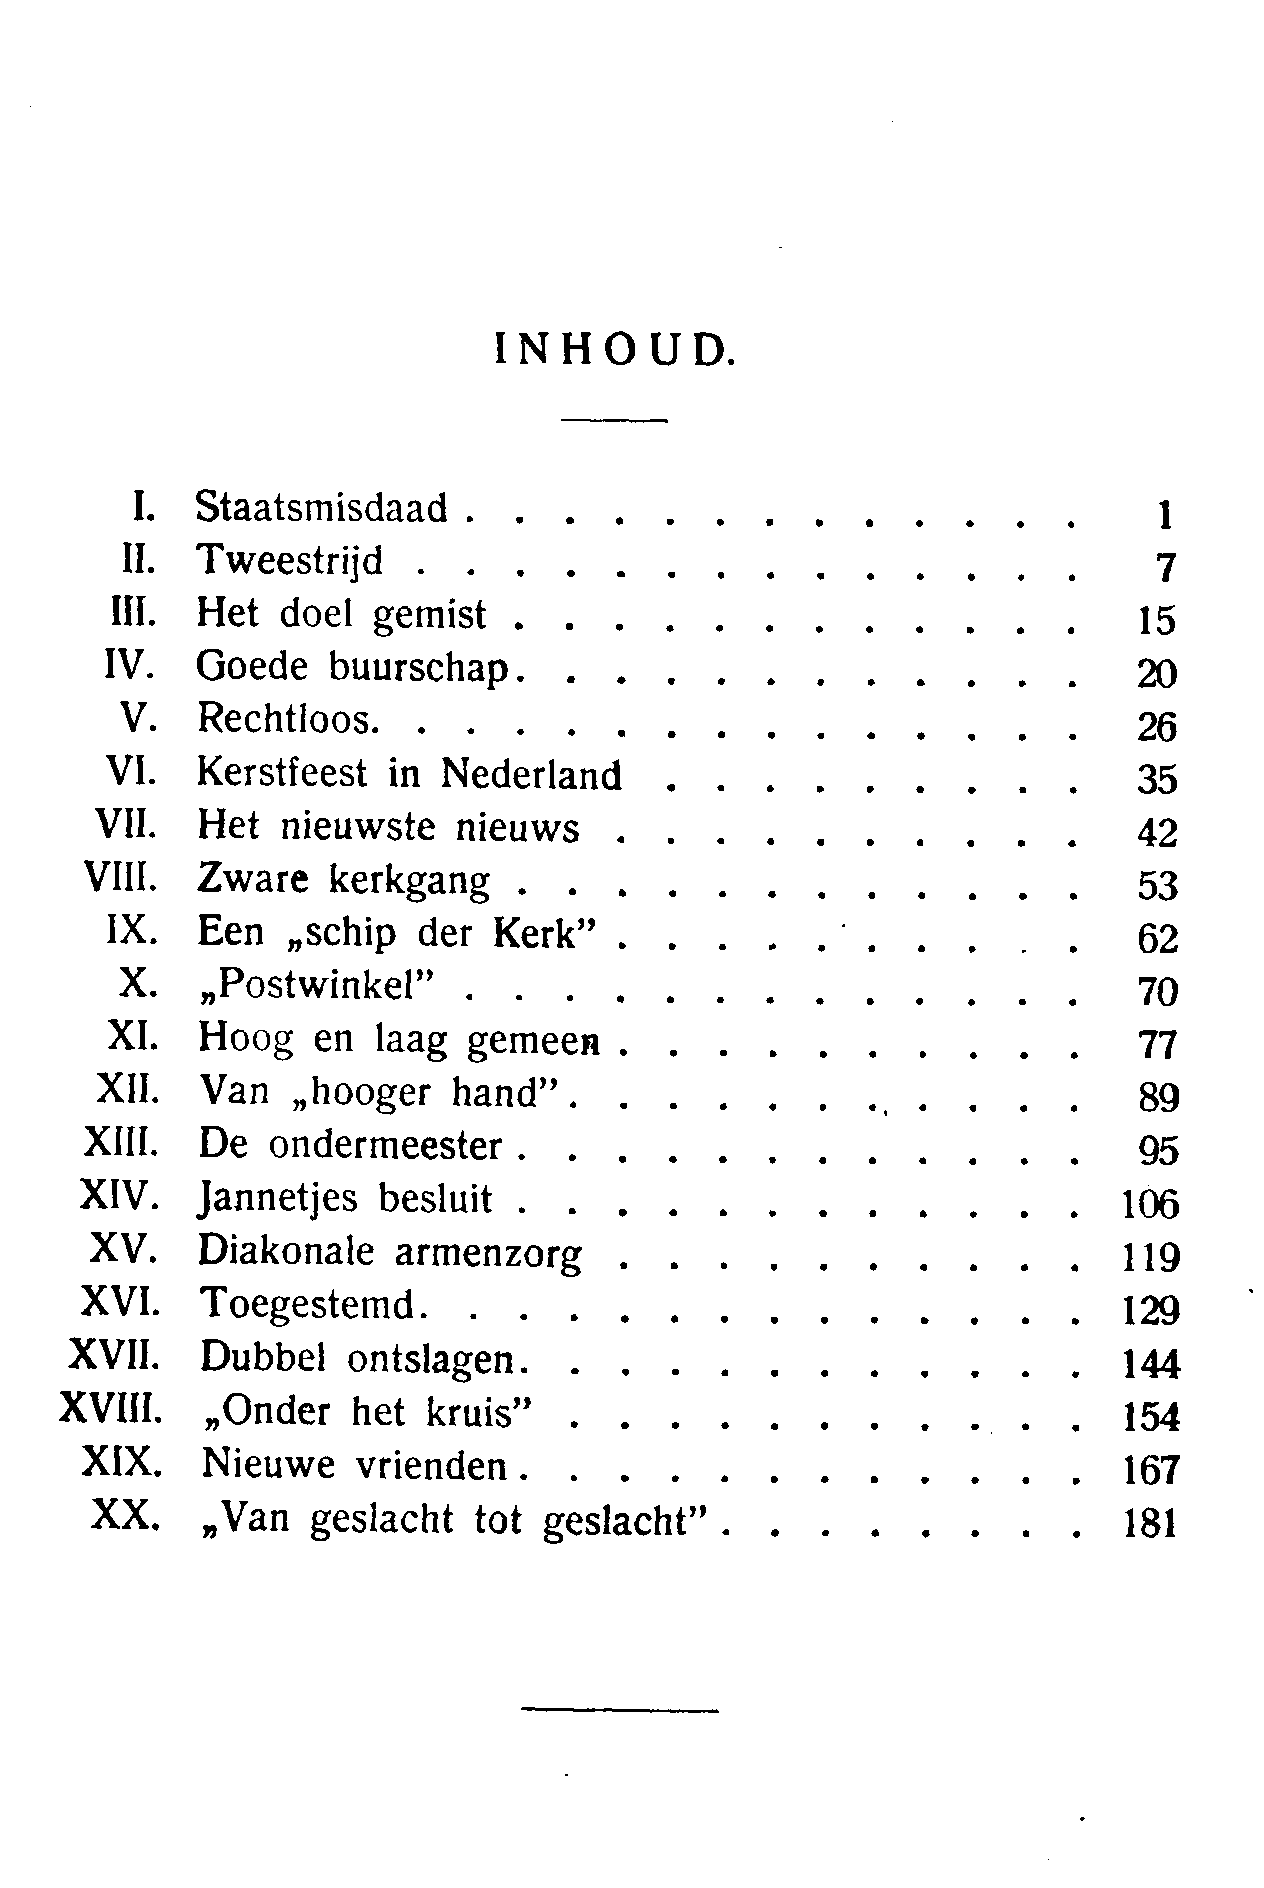 INHOUD.
I. Staatsmisdaad . . . . . . . . . . . . . 1
II. Tweestrijd . . . . . . . . . . . . . . 7
III. Het doel gemist . . . . . . . . . . . . 15
IV. Goede buurschap. . . . . . . . . . . . 20
V. Rechtloos. . . . . . . . . . . . . . . 26
VI. Kerstfeest in Nederland . . . . . . . . . 35
VII. Het nieuwste nieuws . . . . . . . . . . 42
VIII. Zware kerkgang . . . . . . . . . . . . 53
IX. Een „schip der Kerk” . . . . . . . . . . 62
X. „Postwinkel” . . . . . . . . . . . . . 70
XI. Hoog en laag gemeen . . . . . . . . . . 77
XII. Van „hooger hand”. . . . . . . . . . . 89
XIII. De ondermeester . . . . . . . . . . . . 95
XIV. Jannetjes besluit . . . . . . . . . . . . 106
XV. Diakonale armenzorg . . . . . . . . . . 119
XVI. Toegestemd. . . . . . . . . . . . . . 129
XVII. Dubbel ontslagen. . . . . . . . . . . . 144
XVIII. „Onder het kruis” . . . . . . . . . . . 154
XIX. Nieuwe vrienden . . . . . . . . . . . . 167
XX. „Van geslacht tot geslacht” . . . . . . . . 181